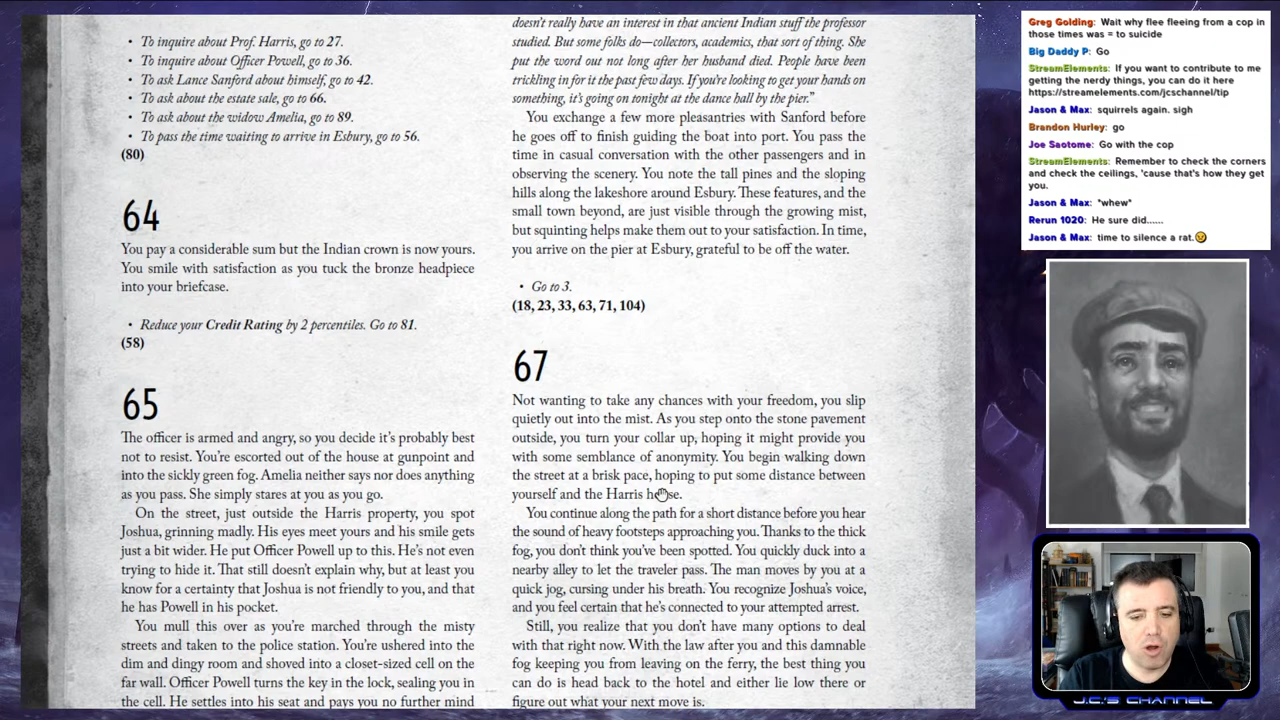 • To inquire about Prof. Harris, go to 27.
• To inquire about Officer Powell, go to 36.
• To ask Lance Sanford about himself, go to 42.
• To ask about the estate sale, go to 66.
• To ask about the widow Amelia, go to 69.
• To pass the time waiting to arrive in Esbury, go to 56.
(80)
64
You pay a considerable sum but the Indian crown is now yours.
You smile with satisfaction as you tuck the bronze headpiece
into your briefcase.
• Reduce your Credit Rating by 2 percentiles. Go to 81.
(58)
65
The officer is armed and angry, so you decide it's probably best
not to resist. You're escorted out of the house at gunpoint and
into the sickly green fog. Amelia neither says nor does anything
as you pass. She simply stares at you as you go.
On the street, just outside the Harris property, you spot
Joshua, grinning madly. His eyes meet yours and his smile gets
just a bit wider. He put Officer Powell up to this. He's not even
trying to hide it. That still doesn't explain why, but at least you
know for a certainty that Joshua is not friendly to you, and that
he has Powell in his pocket.
You mull this over as you're marched through the misty
streets and taken to the police station. You're ushered into the
dim and dingy room and shoved into a closet-sized cell on the
far wall. Officer Powell turns the key in the lock, sealing you in
the cell. He settles into his seat and pays you no further mind
doesn't really have an interest in that ancient Indian stuff the professor
studied. But some folks do—collectors, academics, that sort of thing. She
put the word out not long after her husband died. People have been
trickling in for it the past few days. If you're looking to get your hands on
something, it's going on tonight at the dance hall by the pier."
You exchange a few more pleasantries with Sanford before
he goes off to finish guiding the boat into port. You pass the
time in casual conversation with the other passengers and in
observing the scenery. You note the tall pines and the sloping
hills along the lakeshore around Esbury. These features, and the
small town beyond, are just visible through the growing mist,
but squinting helps make them out to your satisfaction. In time,
you arrive on the pier at Esbury, grateful to be off the water.
• Go to 3.
(18, 23, 33, 63, 71, 104)
67
Not wanting to take any chances with your freedom, you slip
quietly out into the mist. As you step onto the stone pavement
outside, you turn your collar up, hoping it might provide you
with some semblance of anonymity. You begin walking down
the street at a brisk pace, hoping to put some distance between
yourself and the Harris house.
You continue along the path for a short distance before you hear
the sound of heavy footsteps approaching you. Thanks to the thick
fog, you don't think you've been spotted. You quickly duck into a
nearby alley to let the traveler pass. The man moves by you at a
quick jog, cursing under his breath. You recognize Joshua's voice,
and you feel certain that he's connected to your attempted arrest.
Still, you realize that you don't have many options to deal
with that right now. With the law after you and this damnable
fog keeping you from leaving on the ferry, the best thing you
can do is head back to the hotel and either lie low there or
figure out what your next move is.
Greg Golding: Wait why flee fleeing from a cop in
those times was = to suicide
Big Daddy P: Go
StreamElements: If you want to contribute to me
getting the nerdy things, you can do it here
https://streamelements.com/jcschannel/tip
Jason & Max: squirrels again. sigh
Brandon Hurley: go
Joe Saotome: Go with the cop
StreamElements: Remember to check the corners
and check the ceilings, 'cause that's how they get
you.
Jason & Max: *whew*
Rerun 1020: He sure did......
Jason & Max: time to silence a rat.
J.C.'S CHANNEL